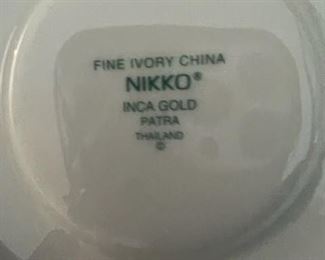 FINE IVORY CHINA
NIKKO®
INCA GOLD
PATRA
THAILAND
©